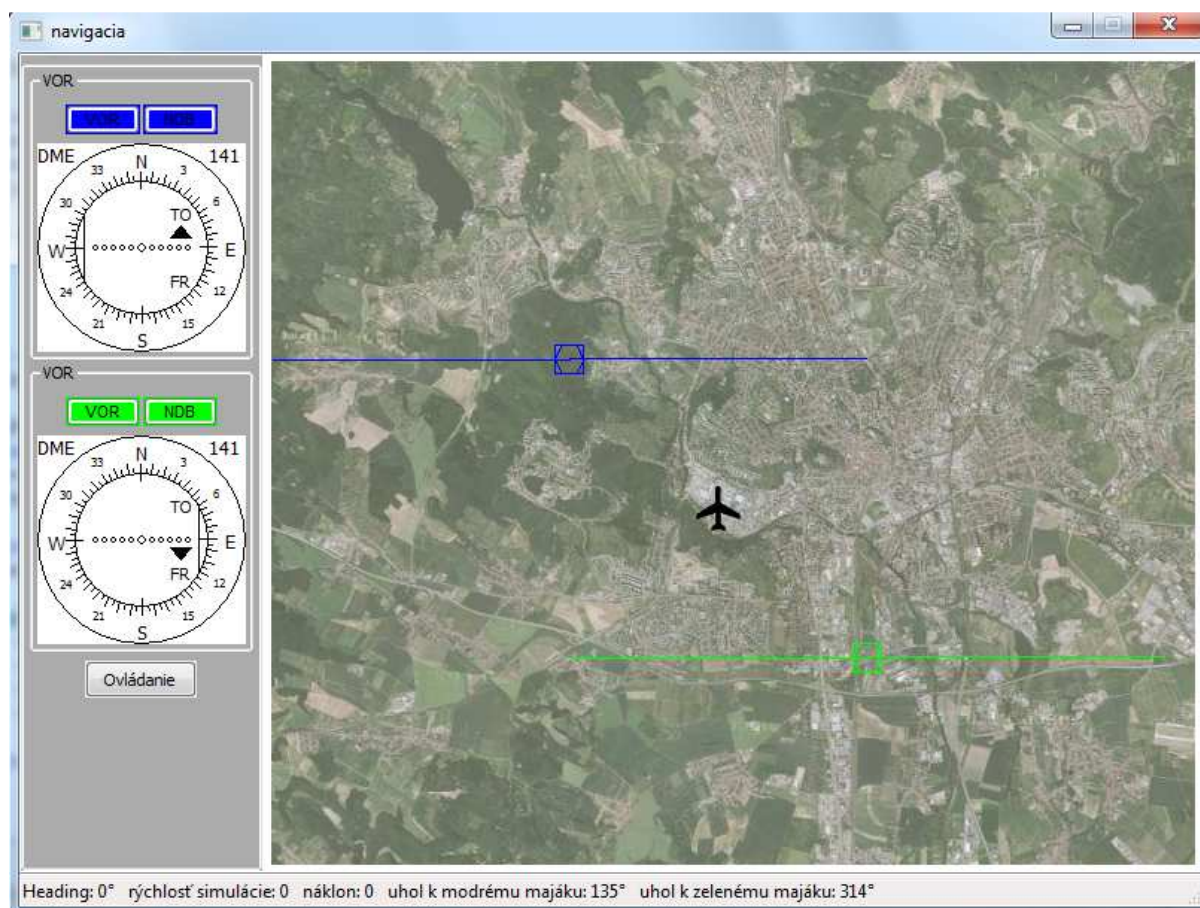 navigacia
VOR
VOR NDB
DME 141
N
33 3
30 6
TO
W E
FR
24 12
21 15
S
VOR
VOR NDB
DME 141
N
33 3
30 6
TO
W E
FR
24 12
21 15
S
Ovládanie
Heading: 0° rýchlosť simulácie: 0 náklon: 0 uhol k modrému majáku: 135° uhol k zelenému majáku: 314°